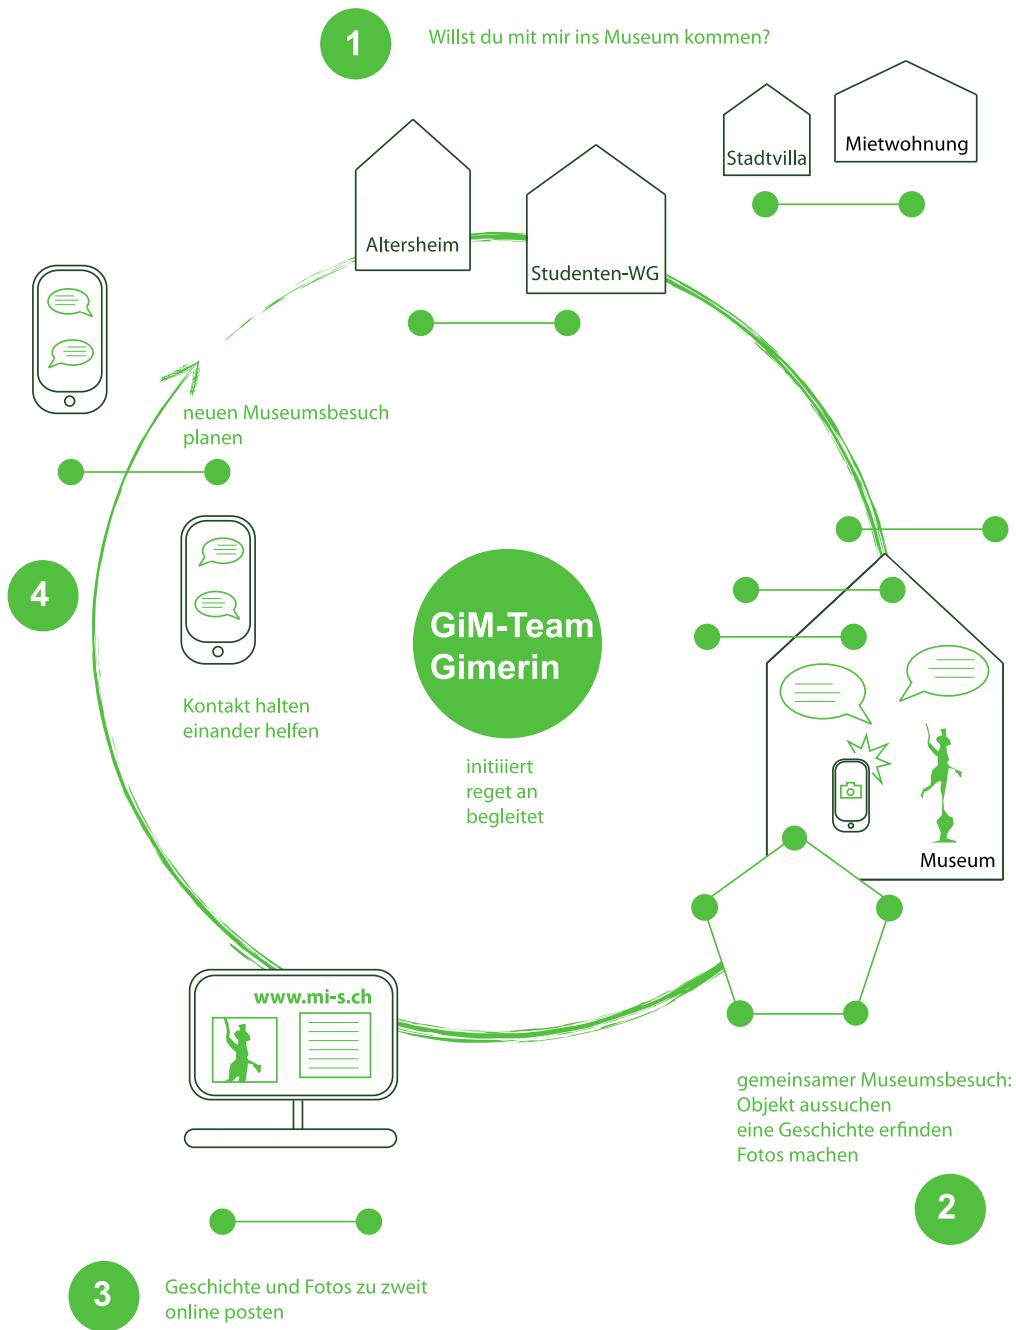 1
Willst du mit mir ins Museum kommen?
Stadtvilla
Mietwohnung
Altersheim
Studenten-WG
neuen Museumsbesuch
planen
4
GiM-Team
Gimerin
Kontakt halten
einander helfen
initiiiert
reget an
begleitet
Museum
www.mi-s.ch
gemeinsamer Museumsbesuch:
Objekt aussuchen
eine Geschichte erfinden
Fotos machen
2
3
Geschichte und Fotos zu zweit
online posten